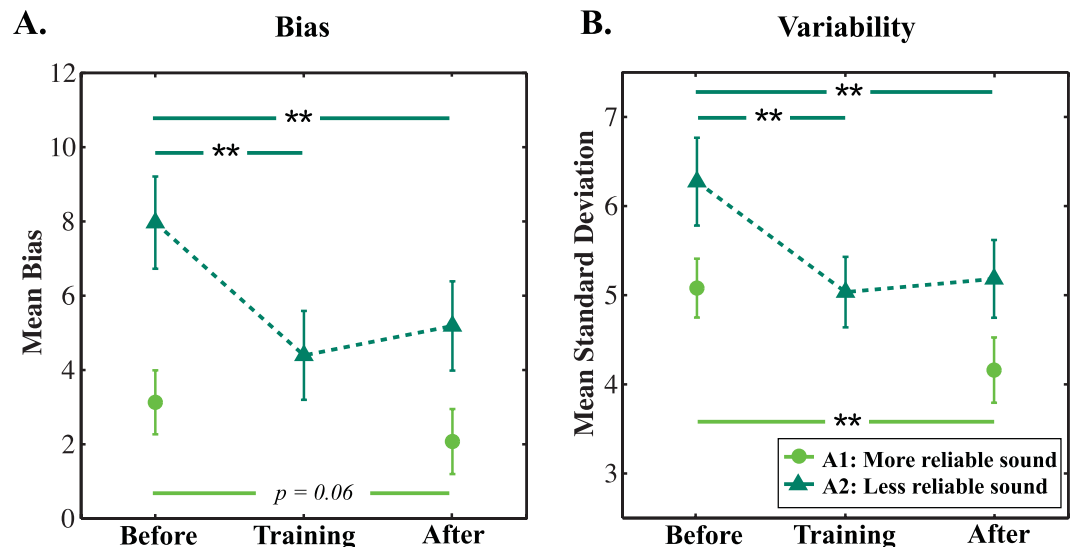 A.
Bias
Mean Bias
12
10
8
6
4
2
0
**
**
p = 0.06
Before
Training
After
B.
Variability
Mean Standard Deviation
7
6
5
4
3
**
**
**
A1: More reliable sound
A2: Less reliable sound
Before
Training
After